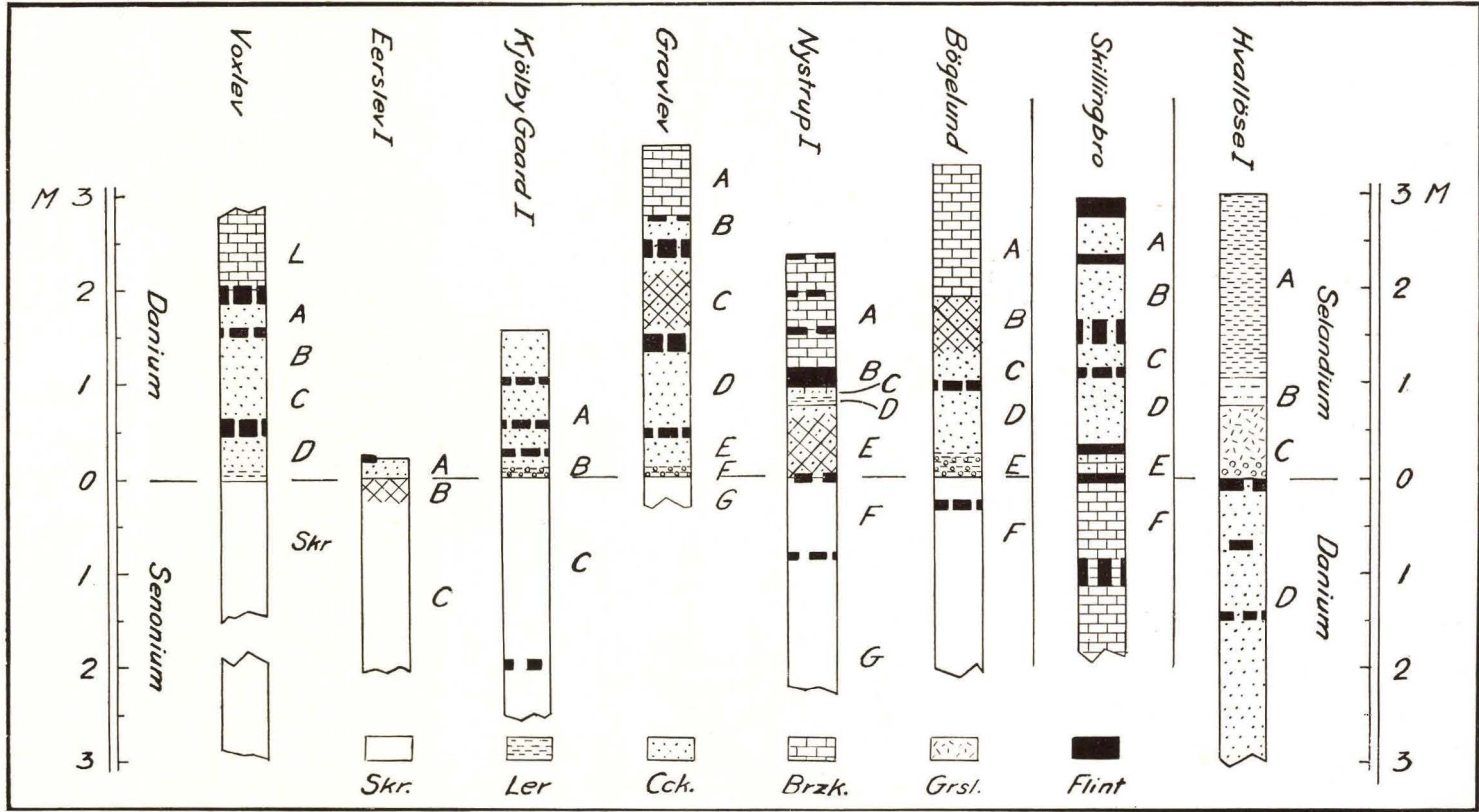 Voxlev
Eerslev I
Kjölby Gaard I
Gravlev
Nystrup I
Bögelund
Skillingbro
Hvallöse I
M 3
2
1
0
1
2
3
Danium
Senonium
L
A
B
C
D
Skr
A
B
C
A
B
C
A
B
C
D
E
F
G
A
B
C
D
E
F
G
A
B
C
D
E
F
A
B
C
D
E
F
A
B
C
D
Selandium
Danium
3 M
2
1
0
1
2
3
Skr.
Ler
Cck.
Brzk.
Grsl.
Flint